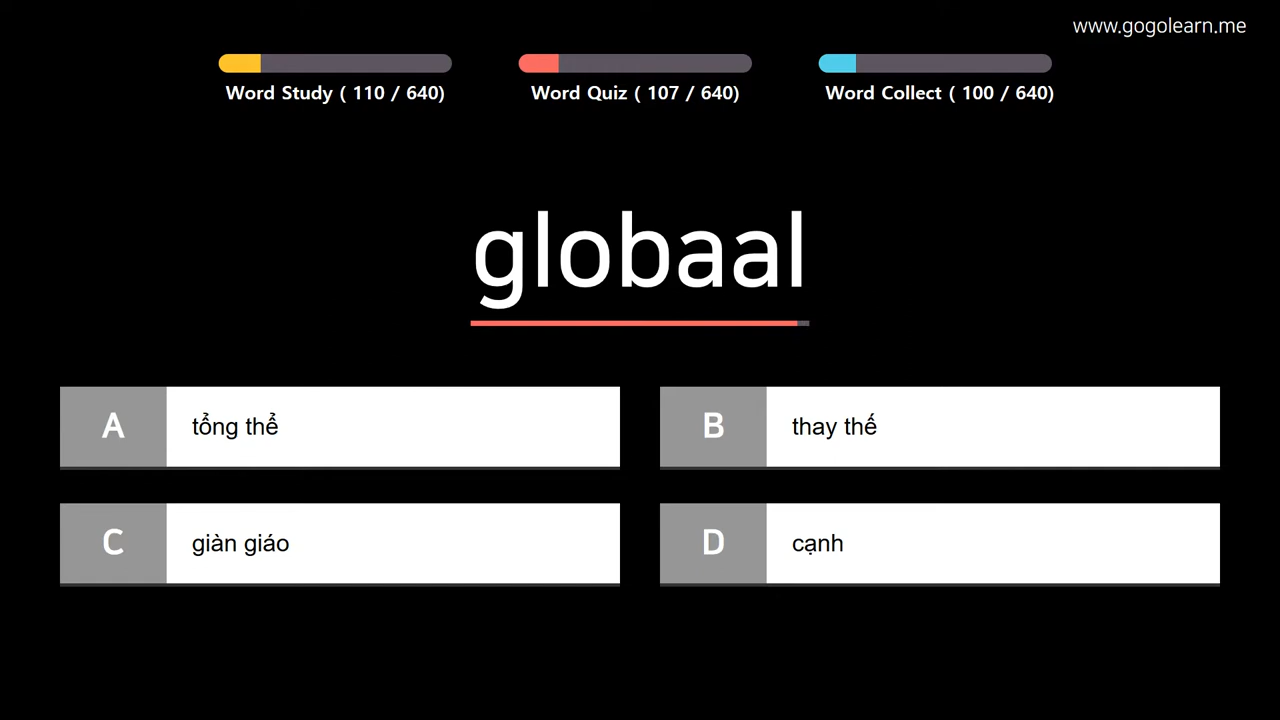 www.gogolearn.me
Word Study ( 110 / 640)
Word Quiz ( 107 / 640)
Word Collect ( 100 / 640)
globaal
A tổng thể
B thay thế
C giàn giáo
D cạnh